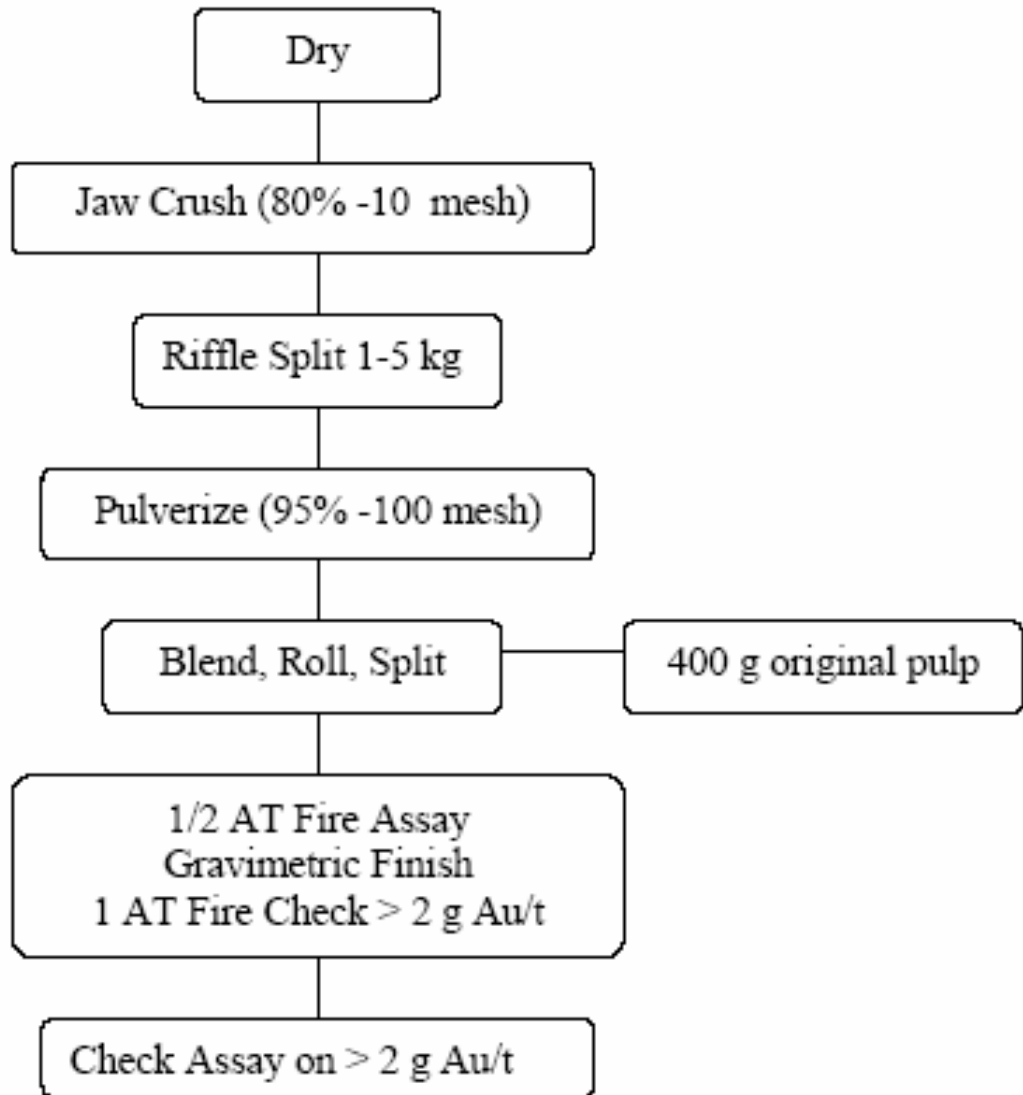 Dry
Jaw Crush (80% -10 mesh)
Riffle Split 1-5 kg
Pulverize (95% -100 mesh)
Blend, Roll, Split
400 g original pulp
1/2 AT Fire Assay
Gravimetric Finish
1 AT Fire Check > 2 g Au/t
Check Assay on > 2 g Au/t